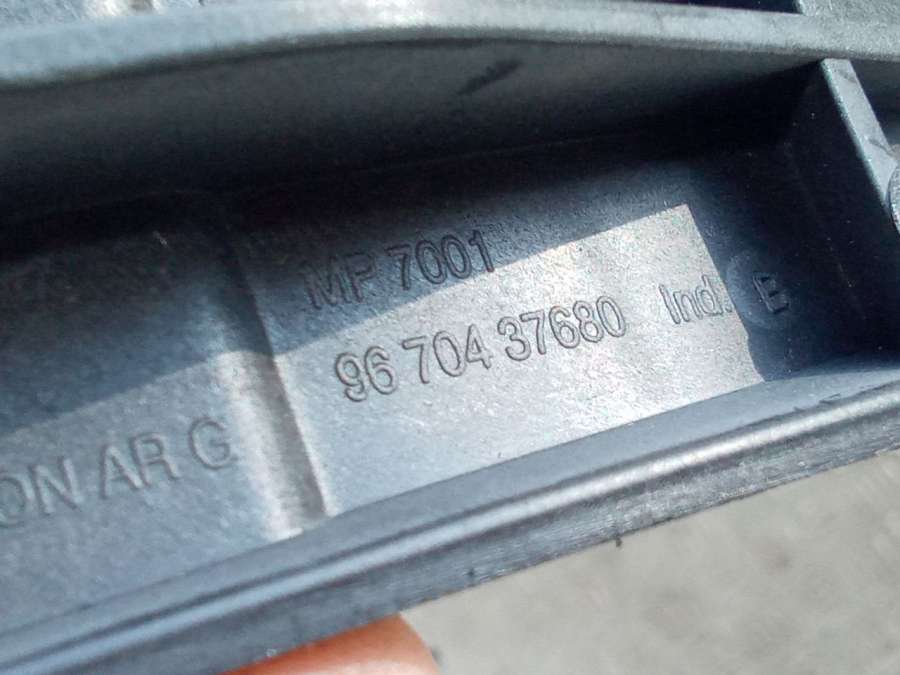 MP 7001
96 704 37680 Ind. B
ON AR G